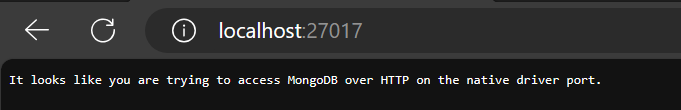 localhost:27017
It looks like you are trying to access MongoDB over HTTP on the native driver port.